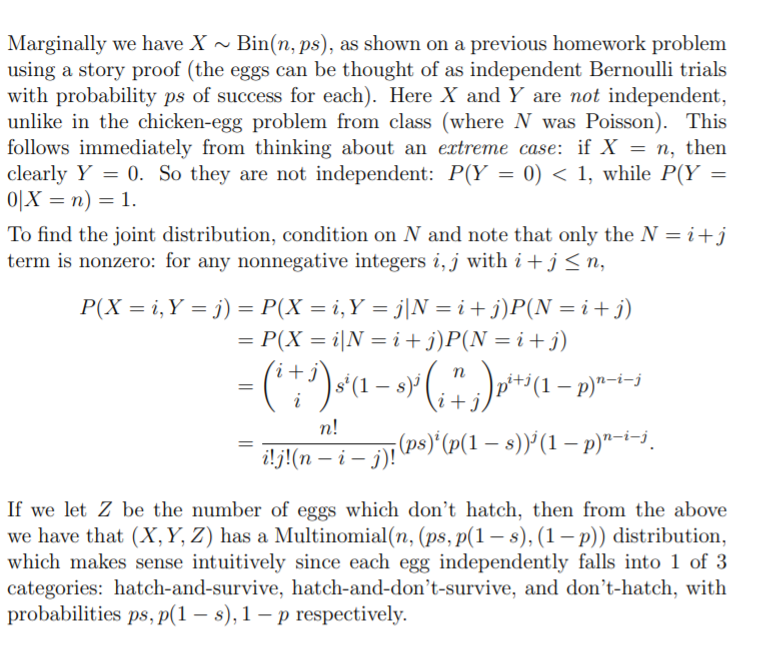 Marginally we have X ∼ Bin(n, ps), as shown on a previous homework problem
using a story proof (the eggs can be thought of as independent Bernoulli trials
with probability ps of success for each). Here X and Y are not independent,
unlike in the chicken-egg problem from class (where N was Poisson). This
follows immediately from thinking about an extreme case: if X = n, then
clearly Y = 0. So they are not independent: P(Y = 0) < 1, while P(Y =
0|X = n) = 1.
To find the joint distribution, condition on N and note that only the N = i+j
term is nonzero: for any nonnegative integers i, j with i + j ≤ n,
P(X = i, Y = j) = P(X = i, Y = j|N = i + j)P(N = i + j)
= P(X = i|N = i + j)P(N = i + j)
= \binom{i+j}{i} s^i (1 − s)^j \binom{n}{i+j} p^{i+j} (1 − p)^{n−i−j}
= \frac{n!}{i!j!(n − i − j)!} (ps)^i (p(1 − s))^j (1 − p)^{n−i−j}.
If we let Z be the number of eggs which don't hatch, then from the above
we have that (X, Y, Z) has a Multinomial(n, (ps, p(1 − s), (1 − p)) distribution,
which makes sense intuitively since each egg independently falls into 1 of 3
categories: hatch-and-survive, hatch-and-don't-survive, and don't-hatch, with
probabilities ps, p(1 − s), 1 − p respectively.